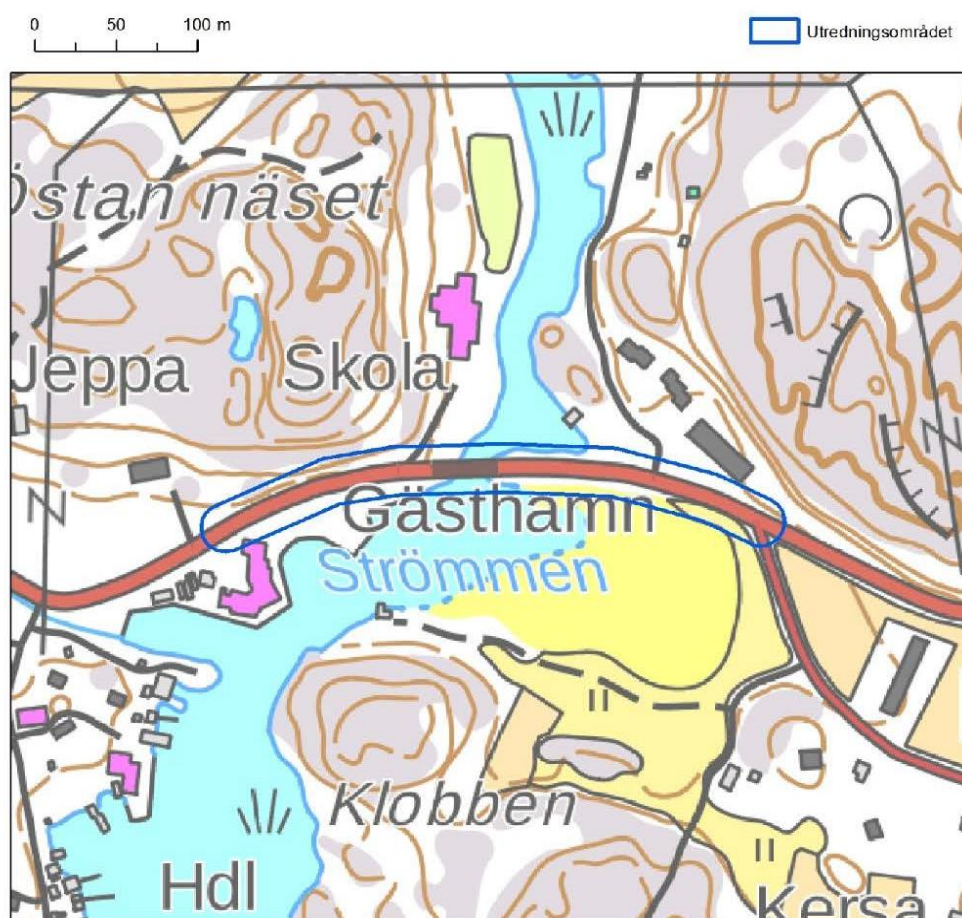 0 50 100 m
Utredningsområdet
Östan näset
Jeppa
Skola
Gästhamn
Strömmen
Klobben
Hdl
Kersa